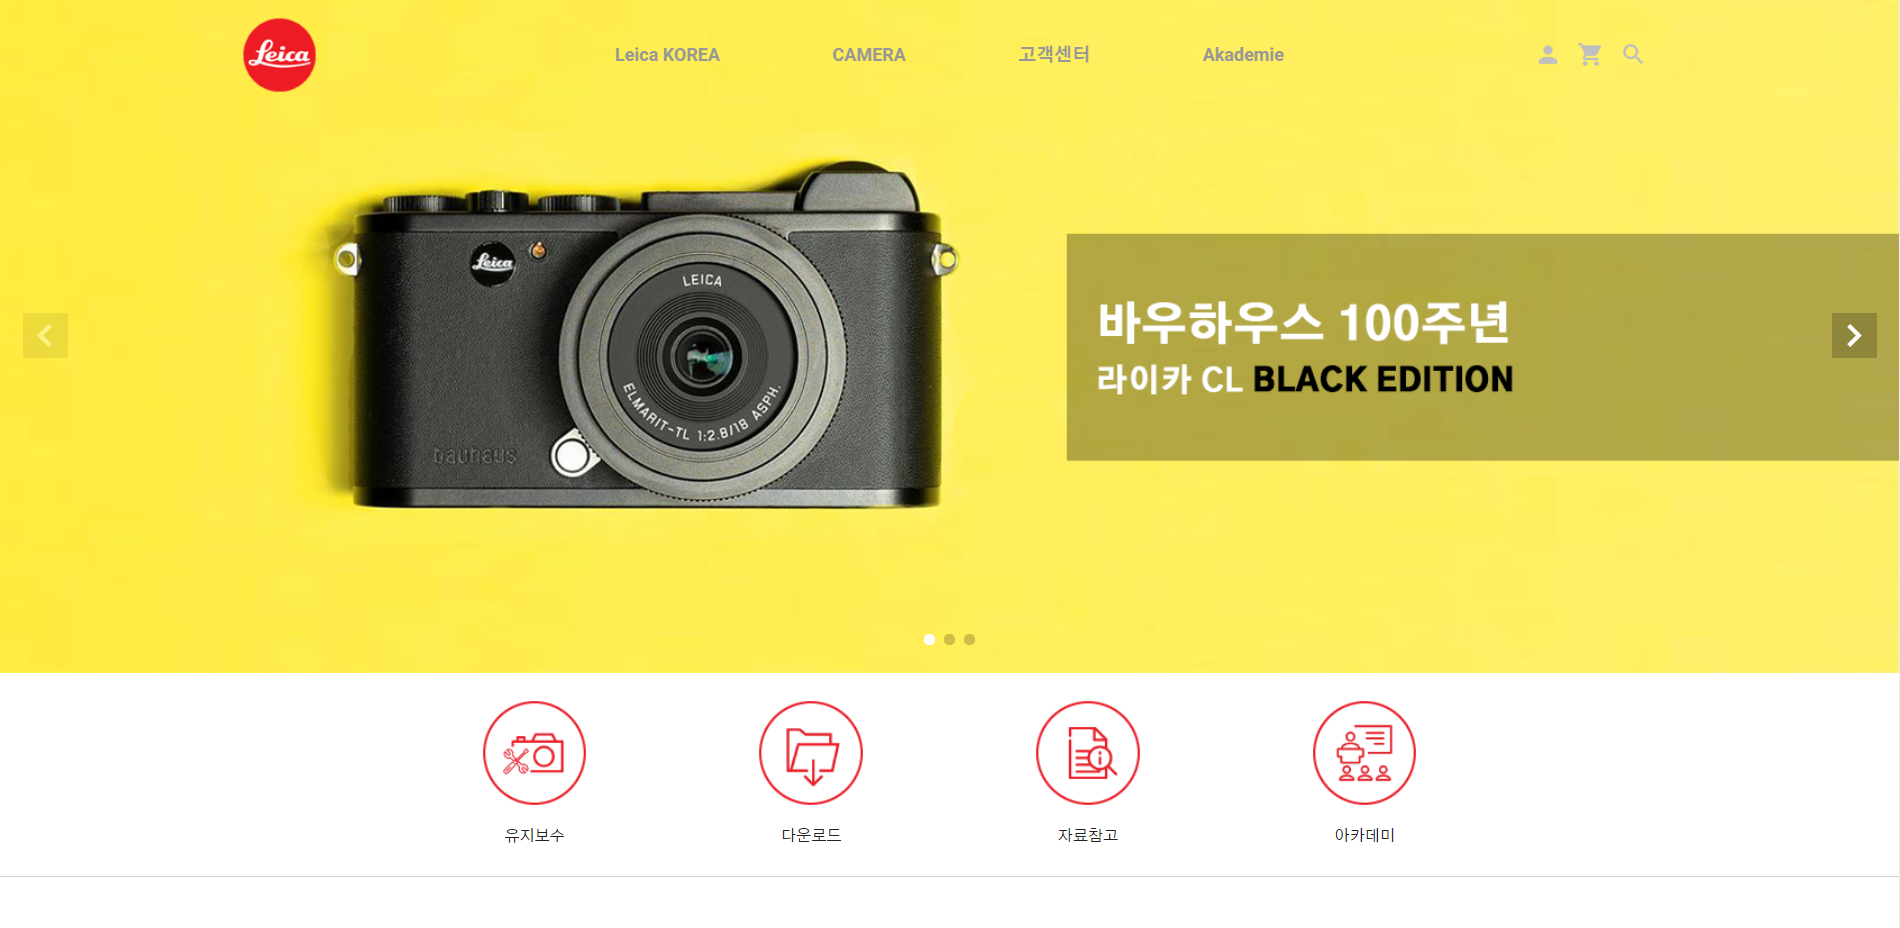 Leica
Leica KOREA
CAMERA
고객센터
Akademie
Leica
LEICA
ELMARIT-TL 1:2.8/18 ASPH.
bauhaus
바우하우스 100주년
라이카 CL BLACK EDITION
유지보수
다운로드
자료참고
아카데미